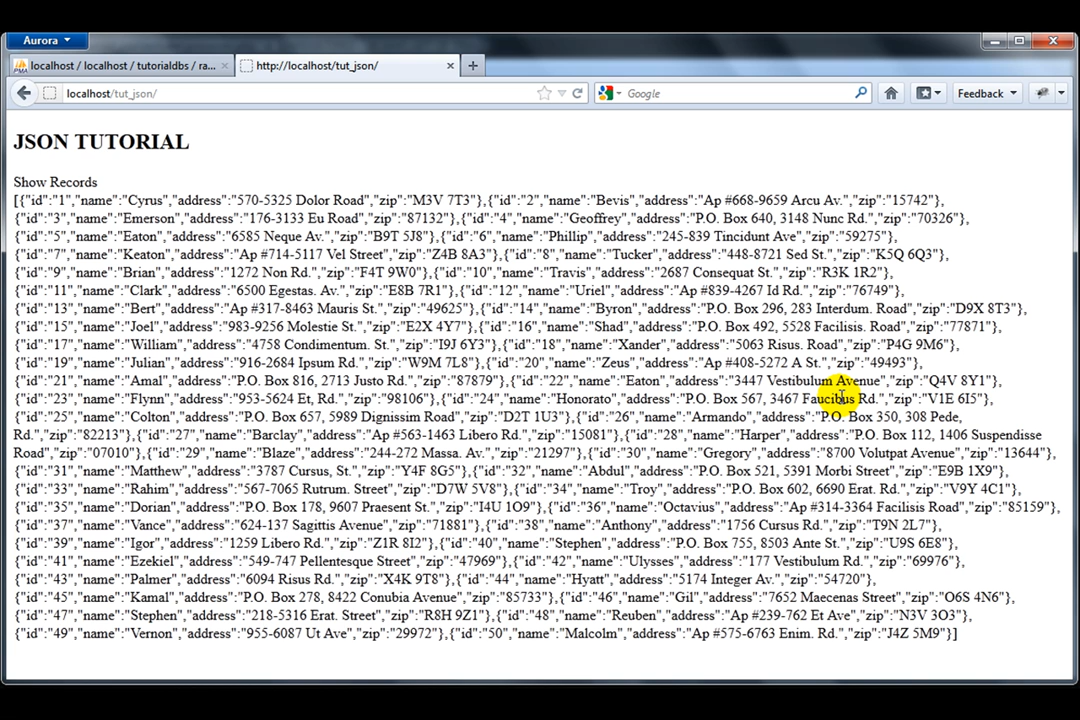 Aurora
localhost / localhost / tutorialdbs / ra...
http://localhost/tut_json/
localhost/tut_json/
Google
Feedback
JSON TUTORIAL
Show Records
[{"id":"1","name":"Cyrus","address":"570-5325 Dolor Road","zip":"M3V 7T3"},{"id":"2","name":"Bevis","address":"Ap #668-9659 Arcu Av.","zip":"15742"},
{"id":"3","name":"Emerson","address":"176-3133 Eu Road","zip":"87132"},{"id":"4","name":"Geoffrey","address":"P.O. Box 640, 3148 Nunc Rd.","zip":"70326"},
{"id":"5","name":"Eaton","address":"6585 Neque Av.","zip":"B9T 5J8"},{"id":"6","name":"Phillip","address":"245-839 Tincidunt Ave","zip":"59275"},
{"id":"7","name":"Keaton","address":"Ap #714-5117 Vel Street","zip":"Z4B 8A3"},{"id":"8","name":"Tucker","address":"448-8721 Sed St.","zip":"K5Q 6Q3"},
{"id":"9","name":"Brian","address":"1272 Non Rd.","zip":"F4T 9W0"},{"id":"10","name":"Travis","address":"2687 Consequat St.","zip":"R3K 1R2"},
{"id":"11","name":"Clark","address":"6500 Egestas. Av.","zip":"E8B 7R1"},{"id":"12","name":"Uriel","address":"Ap #839-4267 Id Rd.","zip":"76749"},
{"id":"13","name":"Bert","address":"Ap #317-8463 Mauris St.","zip":"49625"},{"id":"14","name":"Byron","address":"P.O. Box 296, 283 Interdum. Road","zip":"D9X 8T3"},
{"id":"15","name":"Joel","address":"983-9256 Molestie St.","zip":"E2X 4Y7"},{"id":"16","name":"Shad","address":"P.O. Box 492, 5528 Facilisis. Road","zip":"77871"},
{"id":"17","name":"William","address":"4758 Condimentum. St.","zip":"I9J 6Y3"},{"id":"18","name":"Xander","address":"5063 Risus. Road","zip":"P4G 9M6"},
{"id":"19","name":"Julian","address":"916-2684 Ipsum Rd.","zip":"W9M 7L8"},{"id":"20","name":"Zeus","address":"Ap #408-5272 A St.","zip":"49493"},
{"id":"21","name":"Amal","address":"P.O. Box 816, 2713 Justo Rd.","zip":"87879"},{"id":"22","name":"Eaton","address":"3447 Vestibulum Avenue","zip":"Q4V 8Y1"},
{"id":"23","name":"Flynn","address":"953-5624 Et, Rd.","zip":"98106"},{"id":"24","name":"Honorato","address":"P.O. Box 567, 3467 Faucibus Rd.","zip":"V1E 6I5"},
{"id":"25","name":"Colton","address":"P.O. Box 657, 5989 Dignissim Road","zip":"D2T 1U3"},{"id":"26","name":"Armando","address":"P.O. Box 350, 308 Pede,
Rd.","zip":"82213"},{"id":"27","name":"Barclay","address":"Ap #563-1463 Libero Rd.","zip":"15081"},{"id":"28","name":"Harper","address":"P.O. Box 112, 1406 Suspendisse
Road","zip":"07010"},{"id":"29","name":"Blaze","address":"244-272 Massa. Av.","zip":"21297"},{"id":"30","name":"Gregory","address":"8700 Volutpat Avenue","zip":"13644"},
{"id":"31","name":"Matthew","address":"3787 Cursus, St.","zip":"Y4F 8G5"},{"id":"32","name":"Abdul","address":"P.O. Box 521, 5391 Morbi Street","zip":"E9B 1X9"},
{"id":"33","name":"Rahim","address":"567-7065 Rutrum. Street","zip":"D7W 5V8"},{"id":"34","name":"Troy","address":"P.O. Box 602, 6690 Erat. Rd.","zip":"V9Y 4C1"},
{"id":"35","name":"Dorian","address":"P.O. Box 178, 9607 Praesent St.","zip":"I4U 1O9"},{"id":"36","name":"Octavius","address":"Ap #314-3364 Facilisis Road","zip":"85159"},
{"id":"37","name":"Vance","address":"624-137 Sagittis Avenue","zip":"71881"},{"id":"38","name":"Anthony","address":"1756 Cursus Rd.","zip":"T9N 2L7"},
{"id":"39","name":"Igor","address":"1259 Libero Rd.","zip":"Z1R 8I2"},{"id":"40","name":"Stephen","address":"P.O. Box 755, 8503 Ante St.","zip":"U9S 6E8"},
{"id":"41","name":"Ezekiel","address":"549-747 Pellentesque Street","zip":"47969"},{"id":"42","name":"Ulysses","address":"177 Vestibulum Rd.","zip":"69976"},
{"id":"43","name":"Palmer","address":"6094 Risus Rd.","zip":"X4K 9T8"},{"id":"44","name":"Hyatt","address":"5174 Integer Av.","zip":"54720"},
{"id":"45","name":"Kamal","address":"P.O. Box 278, 8422 Conubia Avenue","zip":"85733"},{"id":"46","name":"Gil","address":"7652 Maecenas Street","zip":"O6S 4N6"},
{"id":"47","name":"Stephen","address":"218-5316 Erat. Street","zip":"R8H 9Z1"},{"id":"48","name":"Reuben","address":"Ap #239-762 Et Ave","zip":"N3V 3O3"},
{"id":"49","name":"Vernon","address":"955-6087 Ut Ave","zip":"29972"},{"id":"50","name":"Malcolm","address":"Ap #575-6763 Enim. Rd.","zip":"J4Z 5M9"}]